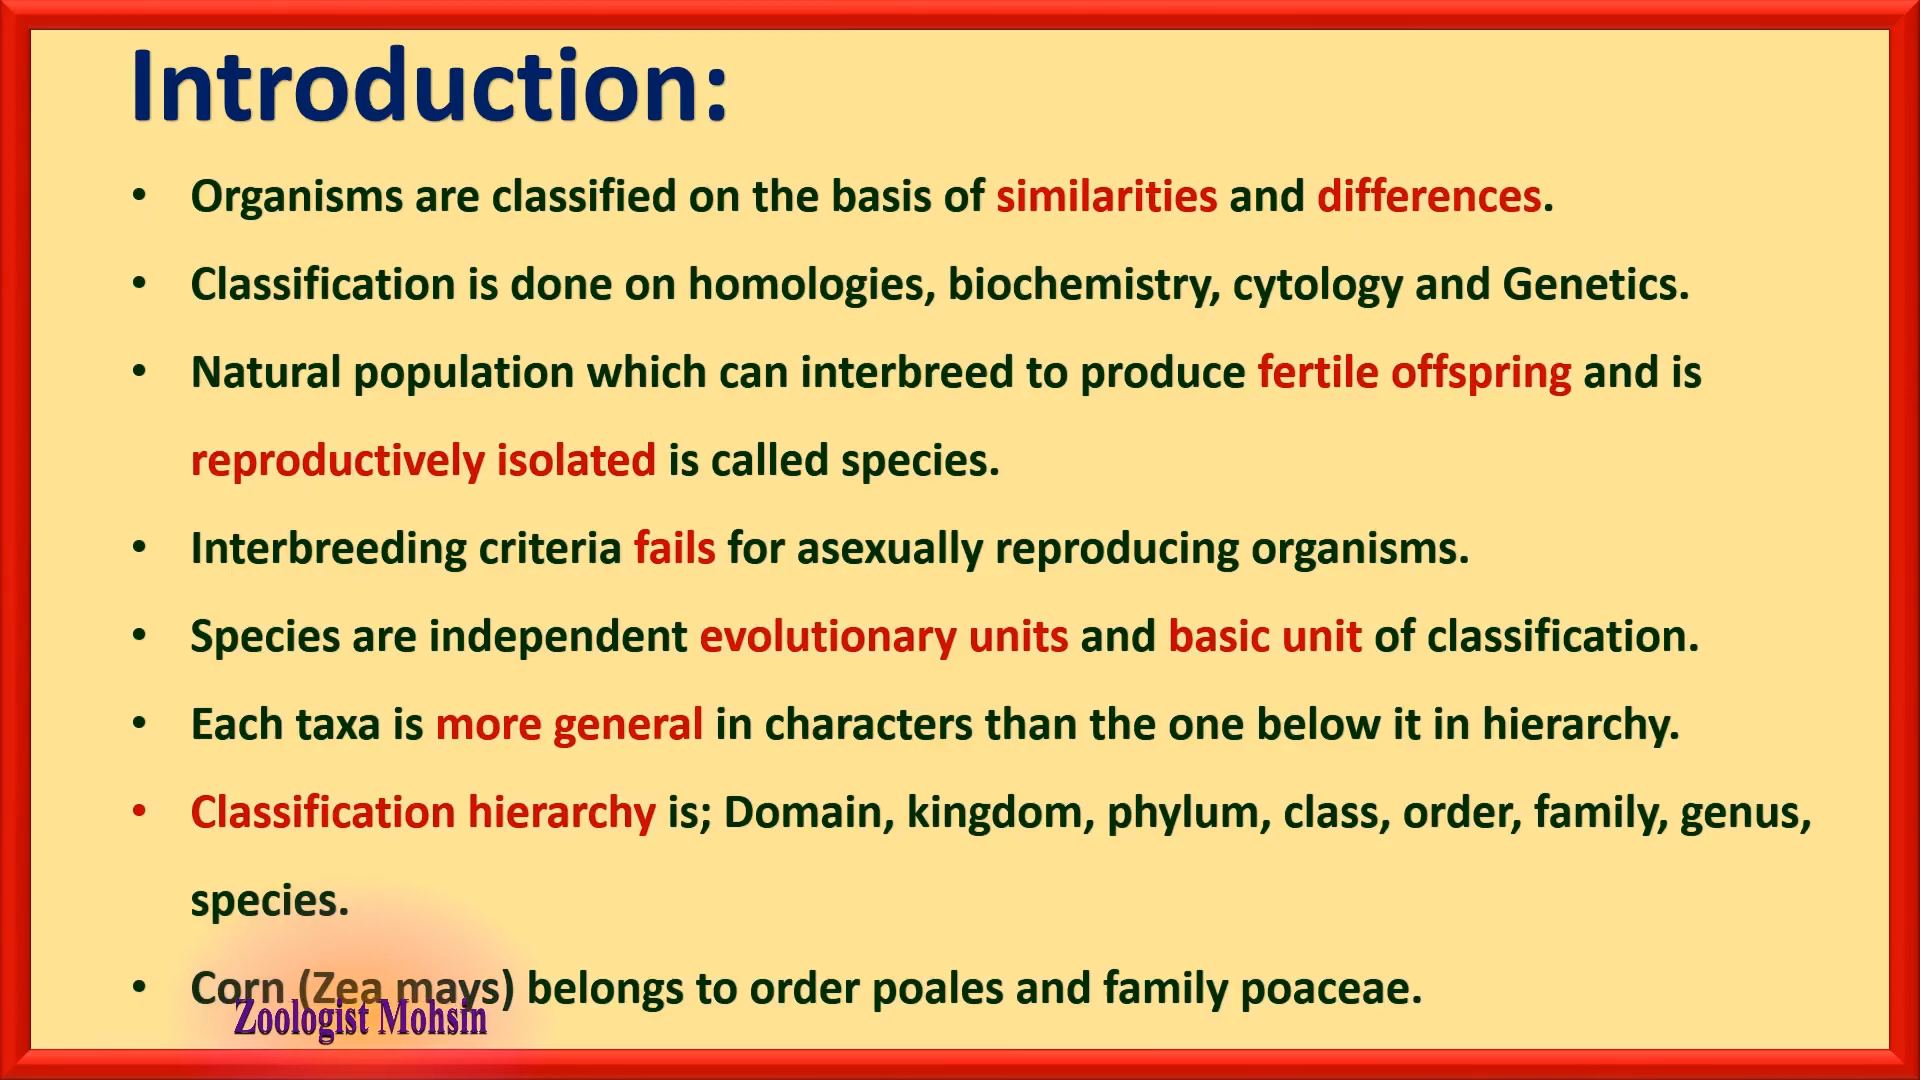 Introduction:
• Organisms are classified on the basis of similarities and differences.
• Classification is done on homologies, biochemistry, cytology and Genetics.
• Natural population which can interbreed to produce fertile offspring and is
reproductively isolated is called species.
• Interbreeding criteria fails for asexually reproducing organisms.
• Species are independent evolutionary units and basic unit of classification.
• Each taxa is more general in characters than the one below it in hierarchy.
• Classification hierarchy is; Domain, kingdom, phylum, class, order, family, genus,
species.
• Corn (Zea mays) belongs to order poales and family poaceae.
Zoologist Mohsin